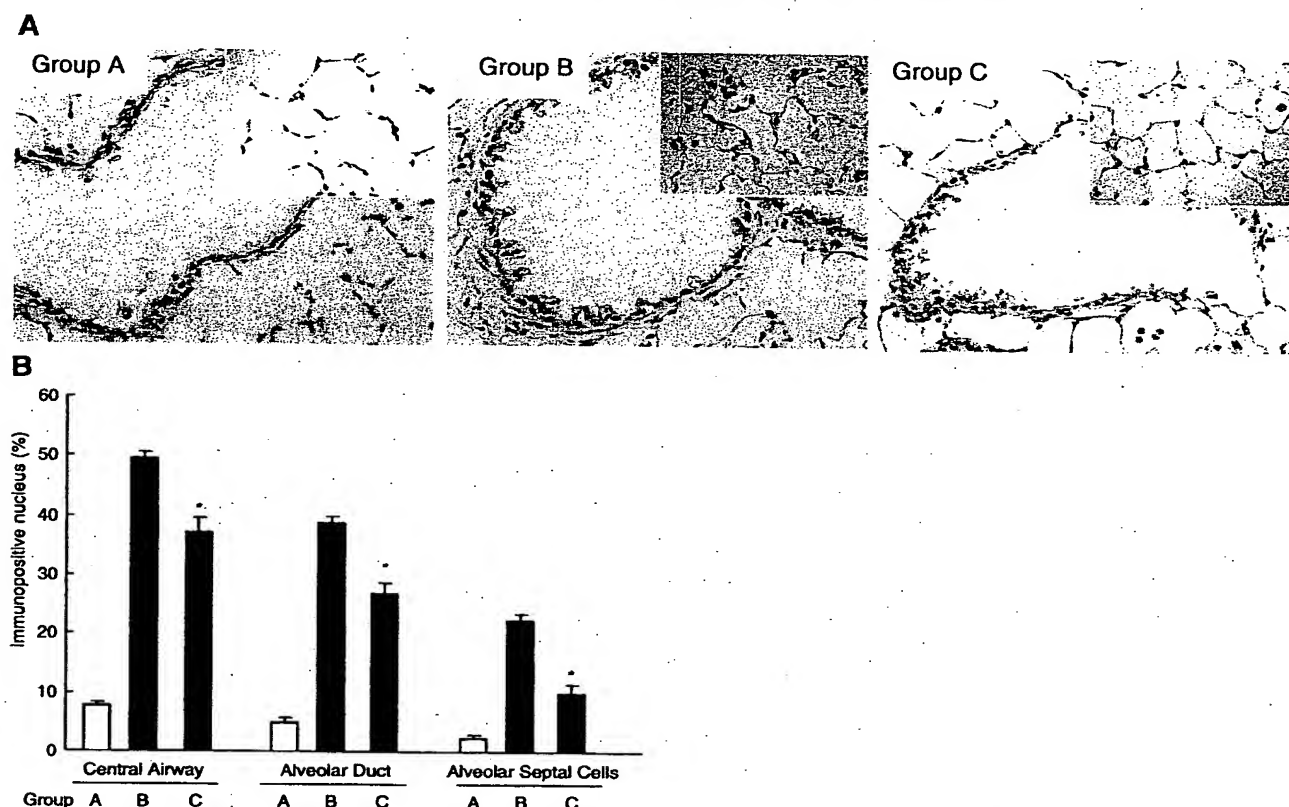 A
Group A
Group B
Group C
B
Immunopositive nucleus (%)
60
50
40
30
20
10
0
* * *
Central Airway Alveolar Duct Alveolar Septal Cells
Group A B C A B C A B C